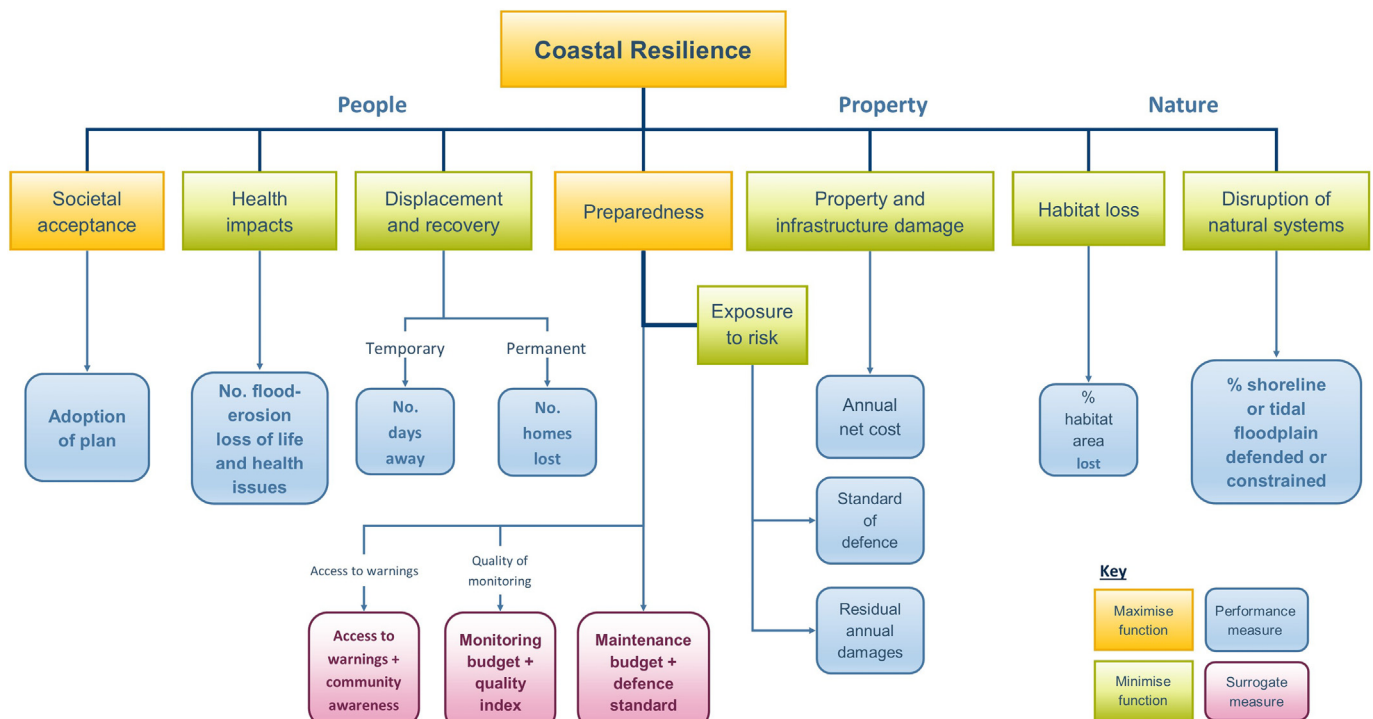 Coastal Resilience
People
Property
Nature
Societal
acceptance
Health
impacts
Displacement
and recovery
Preparedness
Property and
infrastructure damage
Habitat loss
Disruption of
natural systems
Exposure
to risk
Temporary
Permanent
Adoption
of plan
No. flood-
erosion
loss of life
and health
issues
No.
days
away
No.
homes
lost
Annual
net cost
%
habitat
area
lost
% shoreline
or tidal
floodplain
defended or
constrained
Standard
of
defence
Residual
annual
damages
Access to warnings
Quality of
monitoring
Access to
warnings +
community
awareness
Monitoring
budget +
quality
index
Maintenance
budget +
defence
standard
Key
Maximise
function
Performance
measure
Minimise
function
Surrogate
measure